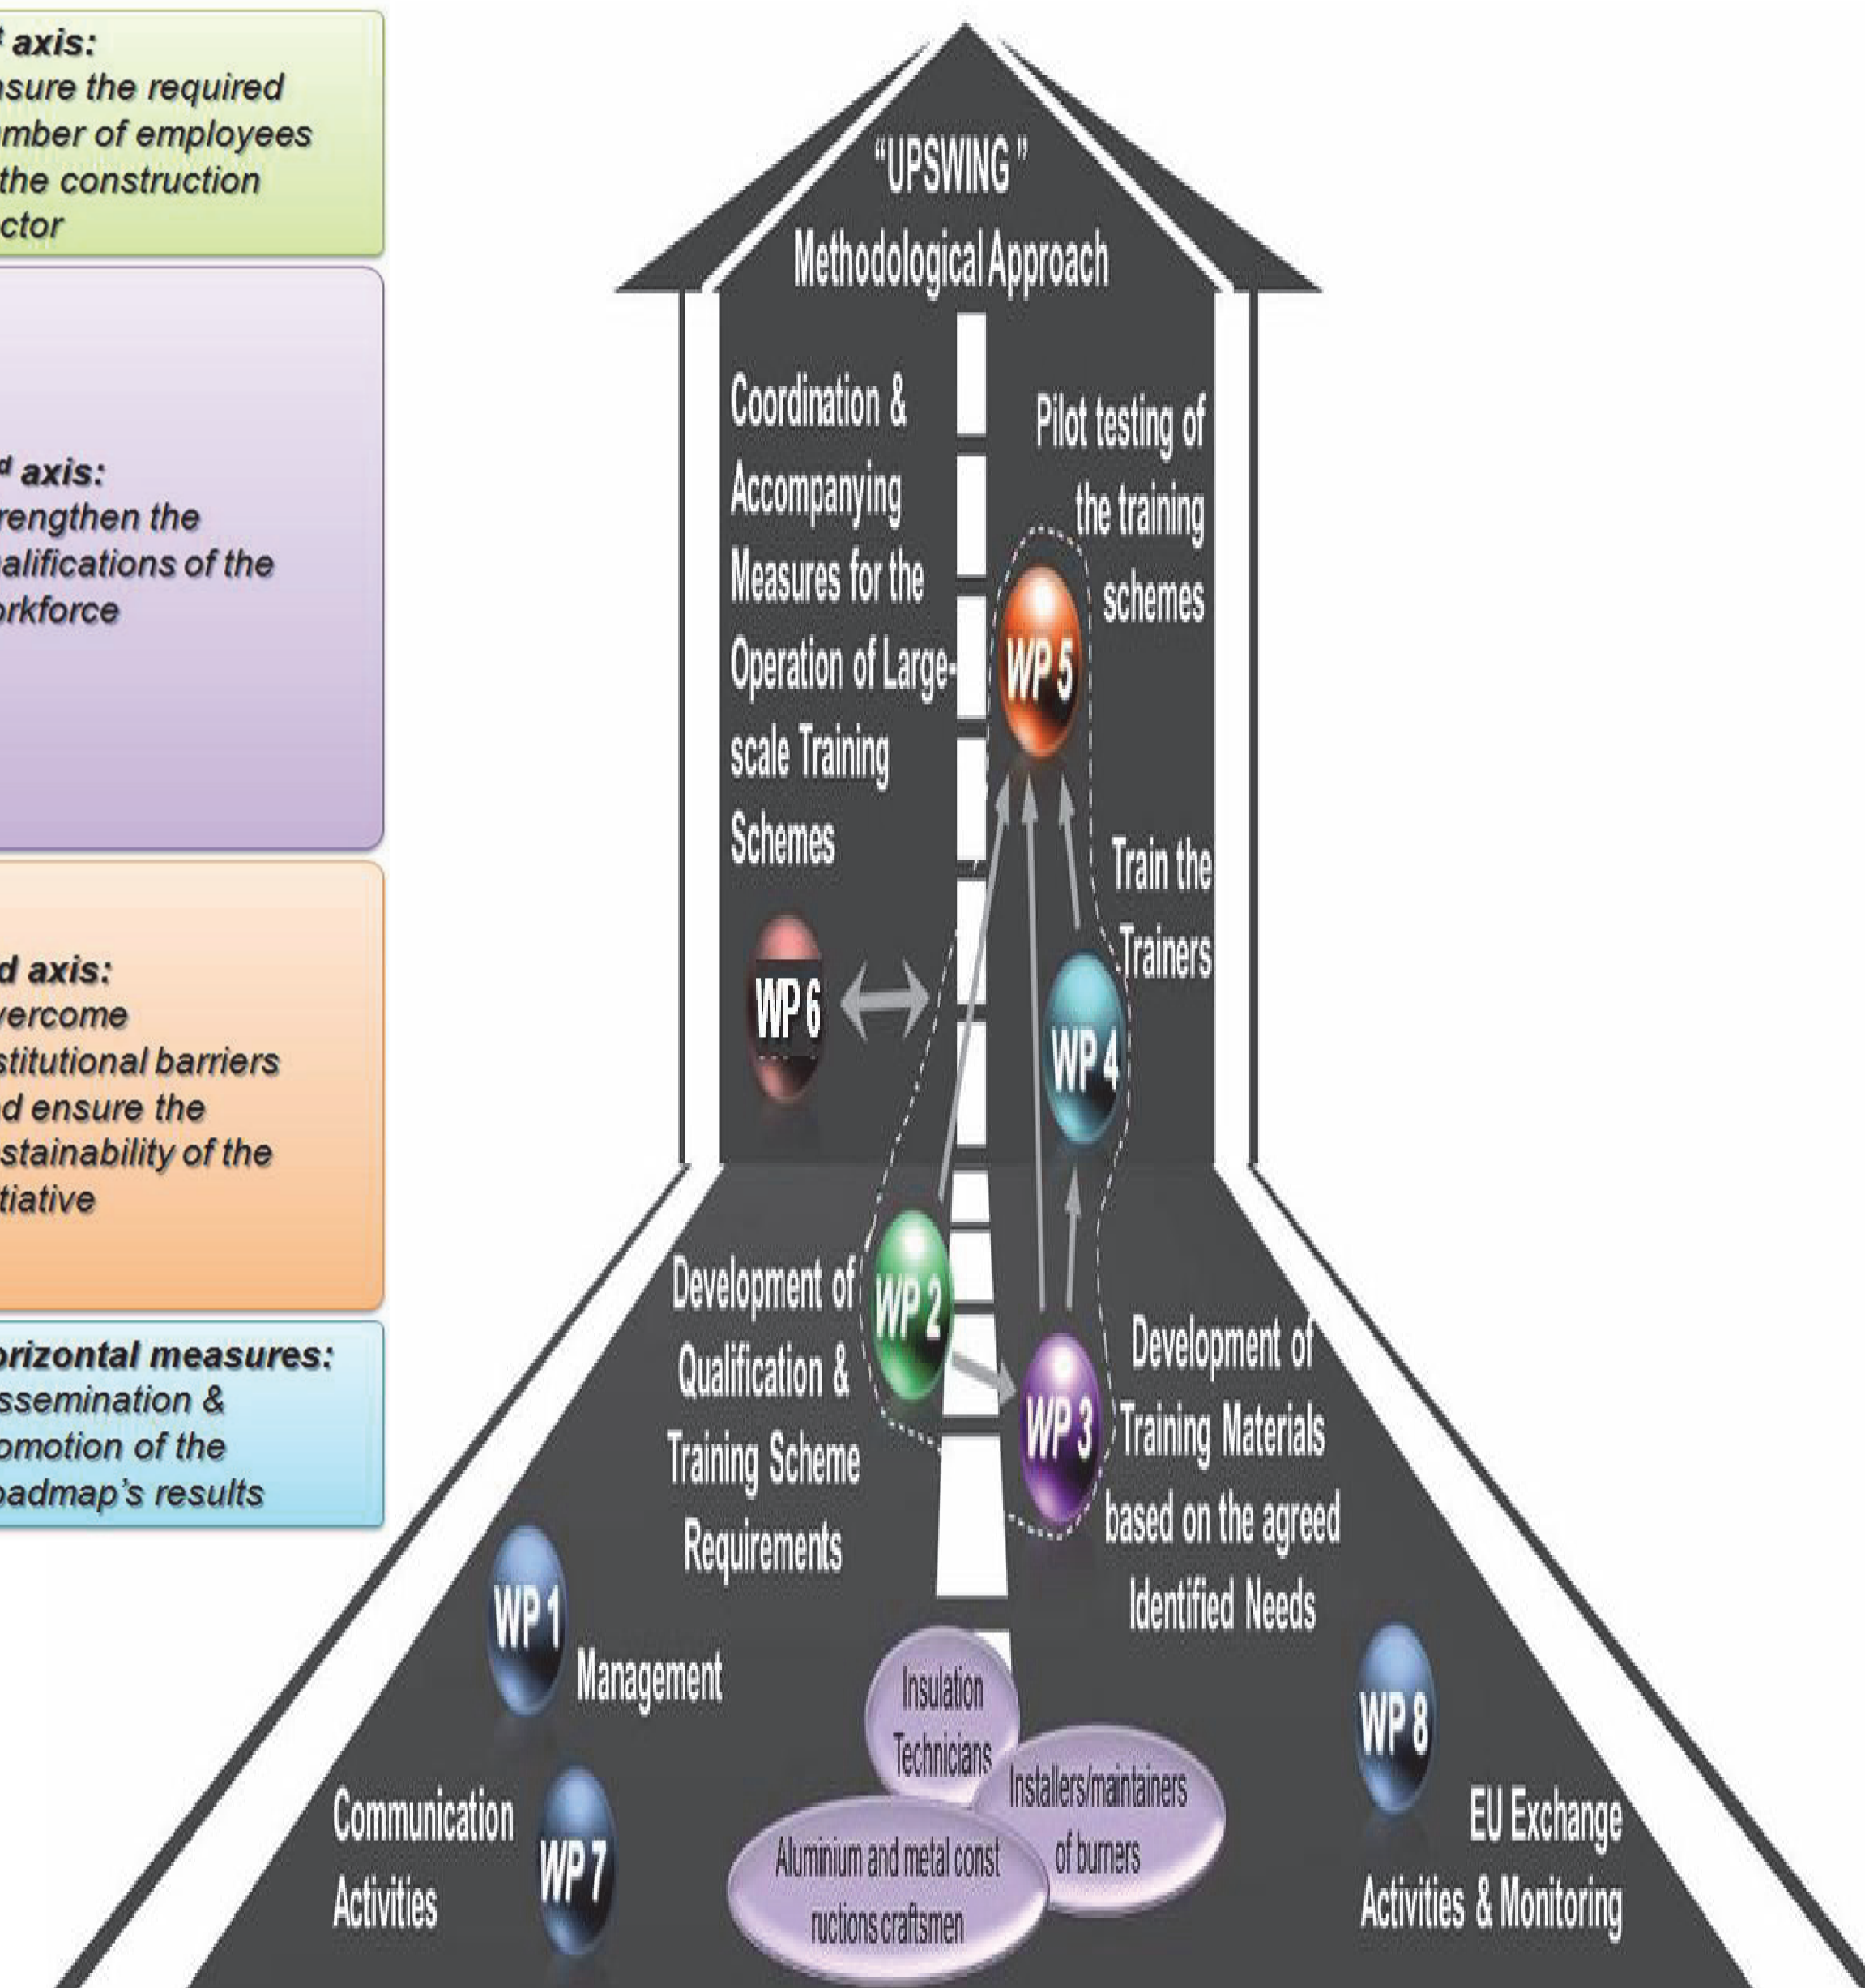 axis:
nsure the required
mber of employees
the construction
ctor
d axis:
rengthen the
alifications of the
orkforce
d axis:
vercome
stitutional barriers
d ensure the
stainability of the
tiative
orizontal measures:
ssemination &
omotion of the
oadmap's results
“UPSWING ”
Methodological Approach
Coordination &
Accompanying
Measures for the
Operation of Large-
scale Training
Schemes
Pilot testing of
the training
schemes
WP 5
Train the
Trainers
WP 6
WP 4
Development of
Qualification &
Training Scheme
Requirements
WP 2
WP 3
Development of
Training Materials
based on the agreed
Identified Needs
WP 1
Management
WP 8
EU Exchange
Activities & Monitoring
Communication
Activities
WP 7
Insulation
Technicians
Installers/maintainers
of burners
Aluminium and metal const
ructions craftsmen